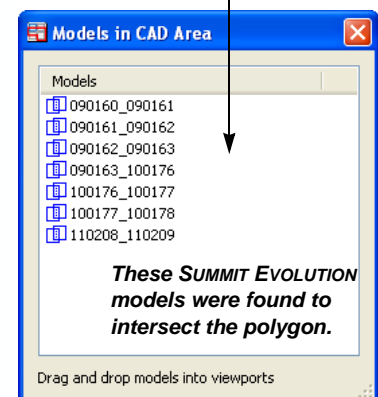 Models in CAD Area
Models
090160_090161
090161_090162
090162_090163
090163_100176
100176_100177
100177_100178
110208_110209
These SUMMIT EVOLUTION
models were found to
intersect the polygon.
Drag and drop models into viewports